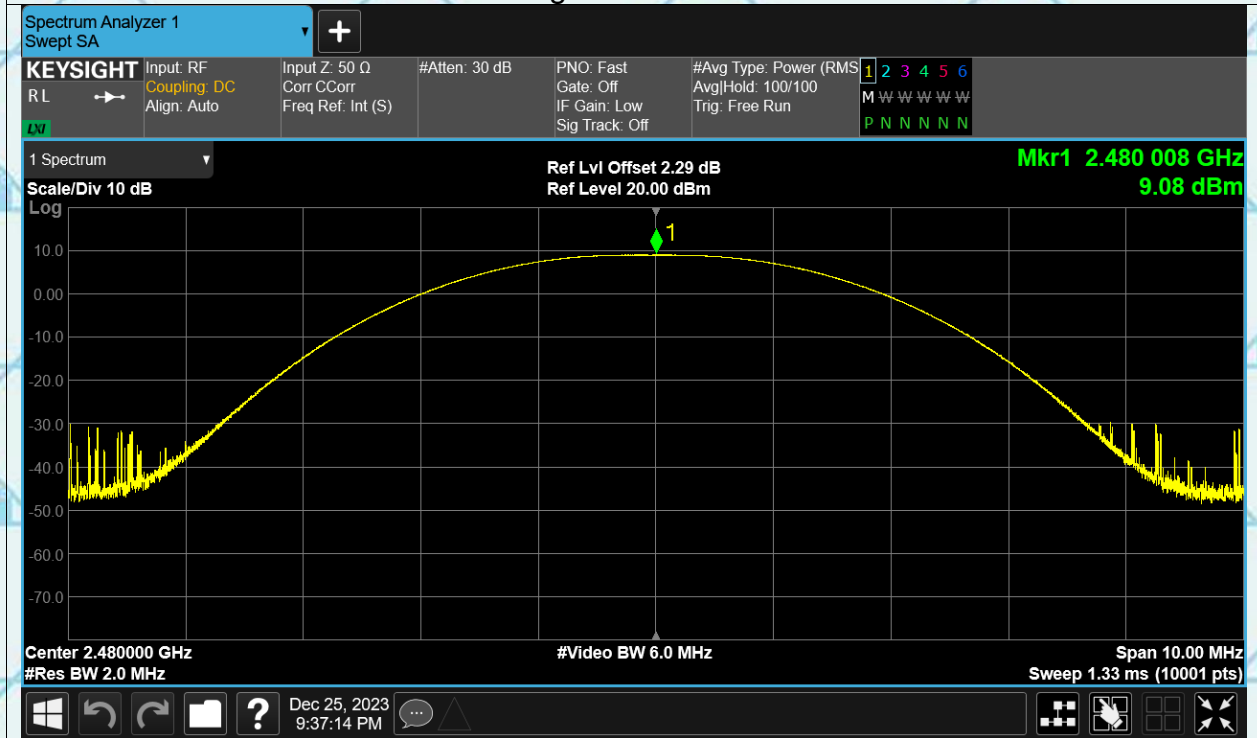 Spectrum Analyzer 1
Swept SA
+
KEYSIGHT
RL
LXI
Input: RF
Coupling: DC
Align: Auto
Input Z: 50 Ω
Corr CCorr
Freq Ref: Int (S)
#Atten: 30 dB
PNO: Fast
Gate: Off
IF Gain: Low
Sig Track: Off
#Avg Type: Power (RMS
Avg|Hold: 100/100
Trig: Free Run
1 2 3 4 5 6
M W W W W W
P N N N N N
1 Spectrum
Scale/Div 10 dB
Log
Ref Lvl Offset 2.29 dB
Ref Level 20.00 dBm
Mkr1 2.480 008 GHz
9.08 dBm
1
10.0
0.00
-10.0
-20.0
-30.0
-40.0
-50.0
-60.0
-70.0
Center 2.480000 GHz
#Res BW 2.0 MHz
#Video BW 6.0 MHz
Span 10.00 MHz
Sweep 1.33 ms (10001 pts)
?
Dec 25, 2023
9:37:14 PM